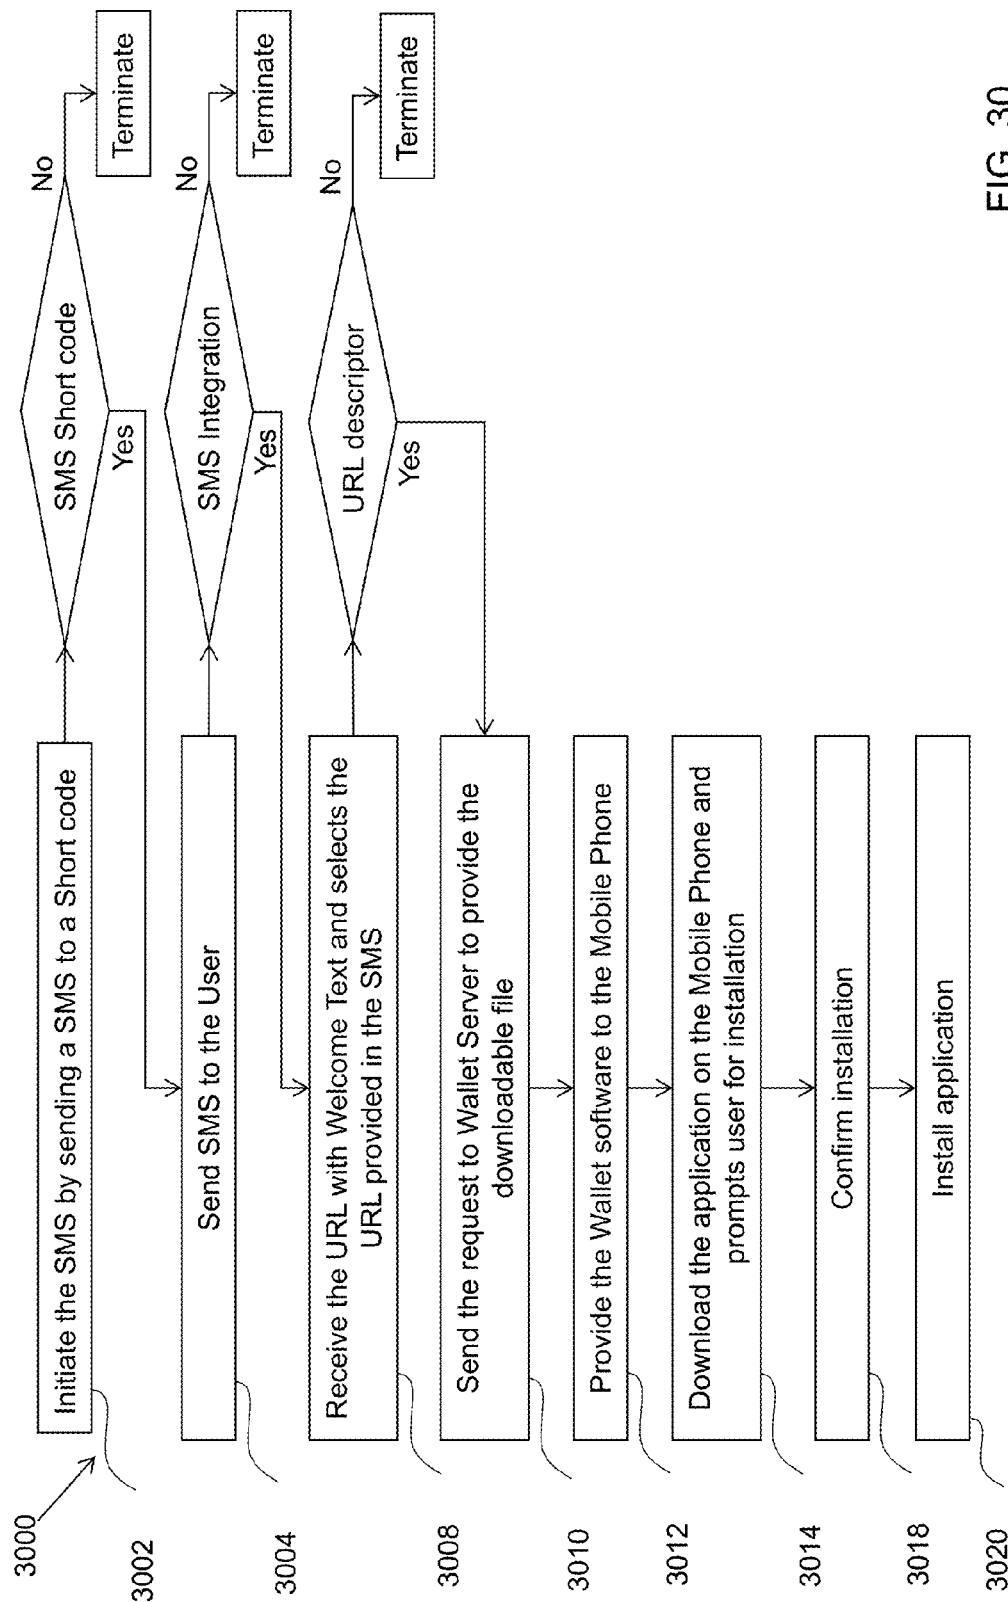 3000
3002
Initiate the SMS by sending a SMS to a Short code
SMS Short code
No
Terminate
Yes
3004
Send SMS to the User
SMS Integration
No
Terminate
Yes
3008
Receive the URL with Welcome Text and selects the
URL provided in the SMS
URL descriptor
No
Terminate
Yes
3010
Send the request to Wallet Server to provide the
downloadable file
3012
Provide the Wallet software to the Mobile Phone
3014
Download the application on the Mobile Phone and
prompts user for installation
3018
Confirm installation
3020
Install application
FIG. 30